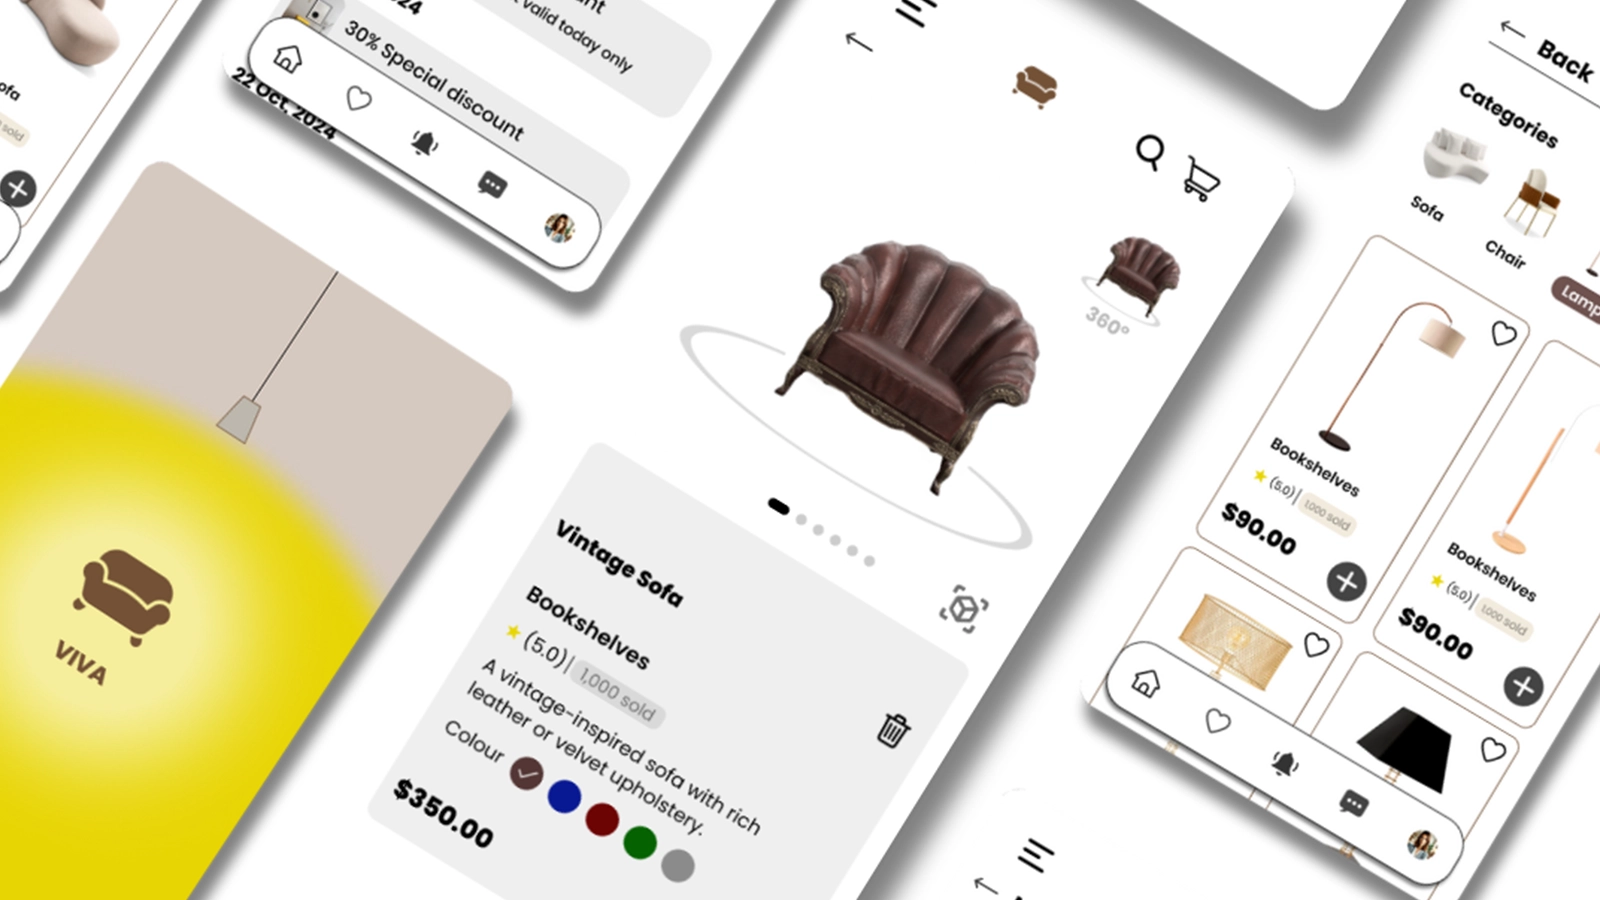 sold
24
valid today only
30% Special discount
22 Oct, 2024
VIVA
360°
Vintage Sofa
Bookshelves
(5.0)|
1,000 sold
A vintage-inspired sofa with rich
leather or velvet upholstery.
Colour
$350.00
Back
Categories
Sofa
Chair
Lamp
Bookshelves
(5.0)|
1,000 sold
$90.00
Bookshelves
(5.0)|
1,000 sold
$90.00